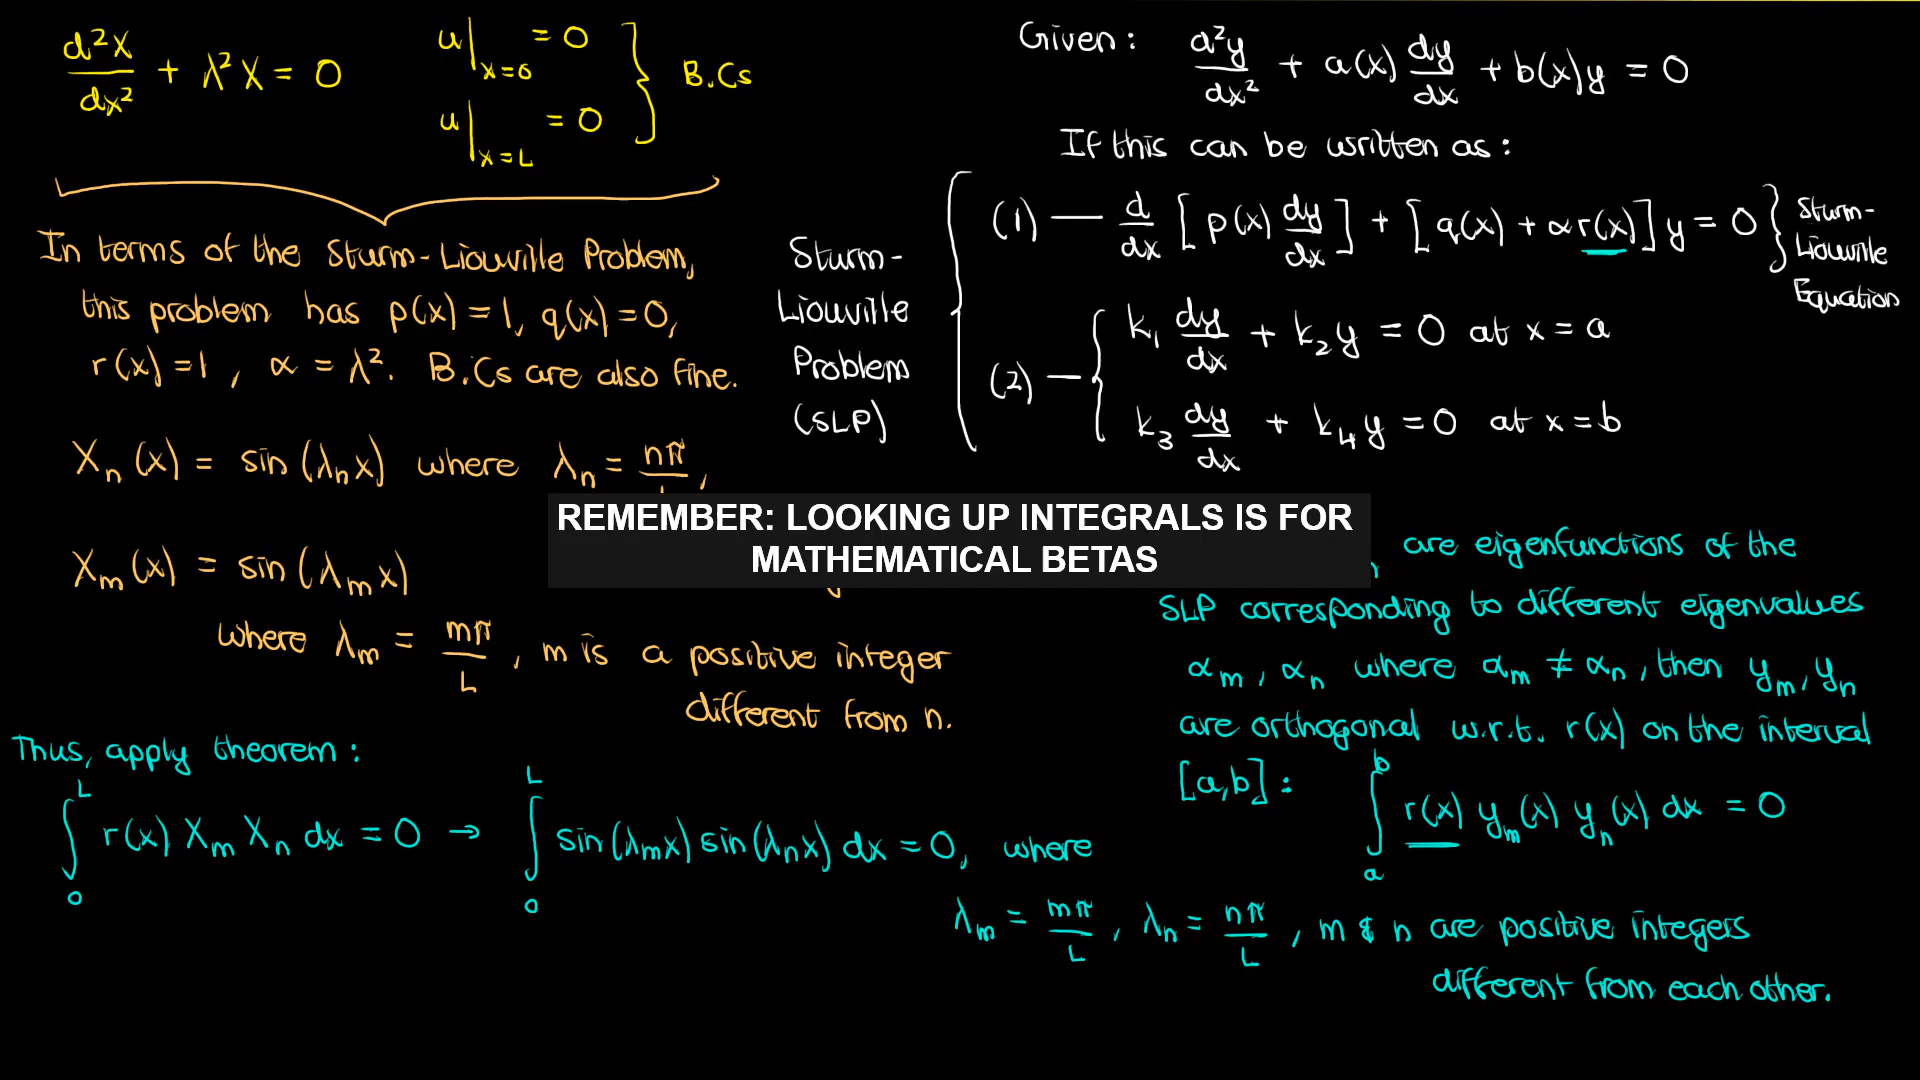 d²X/dx² + λ²X = 0
u|x=0 = 0
u|x=L = 0
B.Cs
In terms of the Sturm-Liouville Problem,
this problem has p(x) = 1, q(x) = 0,
r(x) = 1, α = λ². B.Cs are also fine.
Xn(x) = sin(λn x) where λn = nπ/L,
Xm(x) = sin(λm x)
where λm = mπ/L, m is a positive integer
different from n.
Given: d²y/dx² + a(x) dy/dx + b(x)y = 0
If this can be written as:
Sturm-
Liouville
Problem
(SLP)
(1) — d/dx [p(x) dy/dx] + [q(x) + αr(x)]y = 0
Sturm-
Liouville
Equation
(2) —
k₁ dy/dx + k₂y = 0 at x = a
k₃ dy/dx + k₄y = 0 at x = b
REMEMBER: LOOKING UP INTEGRALS IS FOR
MATHEMATICAL BETAS
are eigenfunctions of the
SLP corresponding to different eigenvalues
αm, αn where αm ≠ αn, then ym, yn
are orthogonal w.r.t. r(x) on the interval
[a,b]: ∫ₐᵇ r(x) ym(x) yn(x) dx = 0
Thus, apply theorem:
∫₀ᴸ r(x) Xm Xn dx = 0 → ∫₀ᴸ sin(λm x) sin(λn x) dx = 0, where
λm = mπ/L, λn = nπ/L, m & n are positive integers
different from each other.